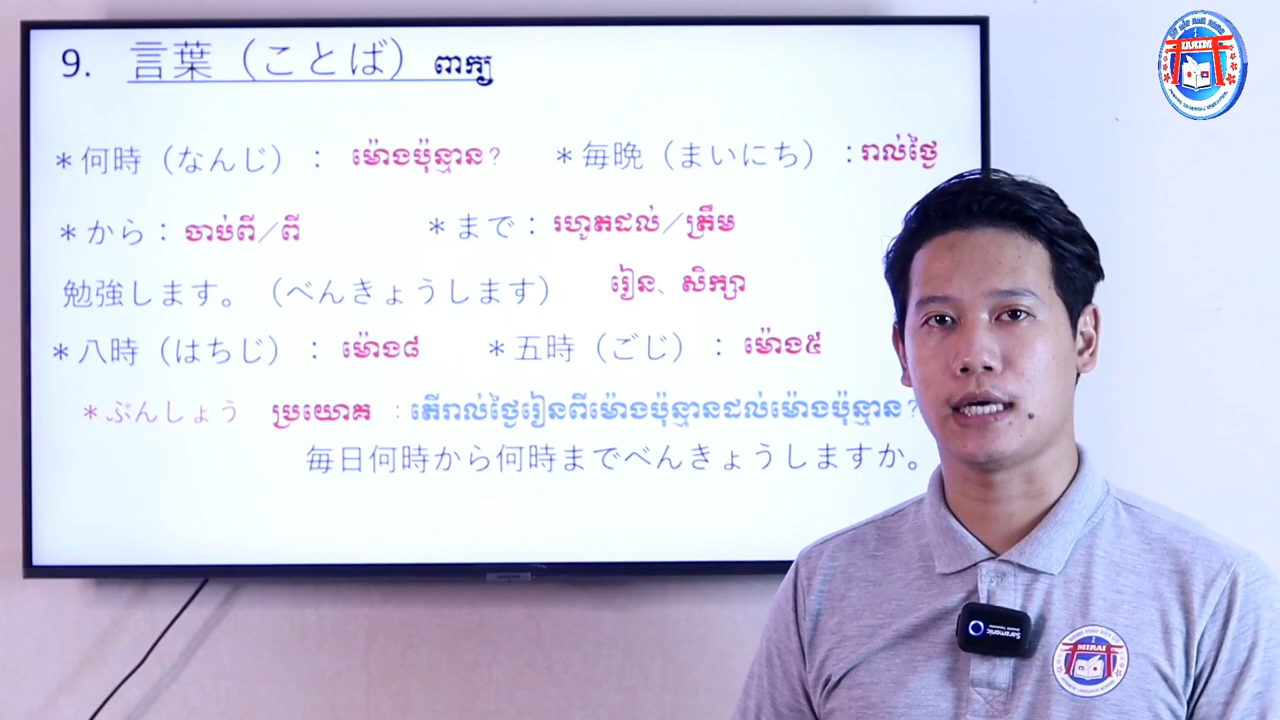 9. 言葉（ことば）ពាក្យ
＊何時（なんじ）： ម៉ោងប៉ុន្មាន? ＊毎晩（まいにち）：រាល់ថ្ងៃ
＊から：ចាប់ពី／ពី ＊まで：រហូតដល់／ត្រឹម
勉強します。（べんきょうします） រៀន、សិក្សា
＊八時（はちじ）： ម៉ោង៨ ＊五時（ごじ）： ម៉ោង៥
＊ぶんしょう ប្រយោគ：តើរាល់ថ្ងៃរៀនពីម៉ោងប៉ុន្មានដល់ម៉ោងប៉ុន្មាន?
毎日何時から何時までべんきょうしますか。
MIRAI
Saramonic
MIRAI